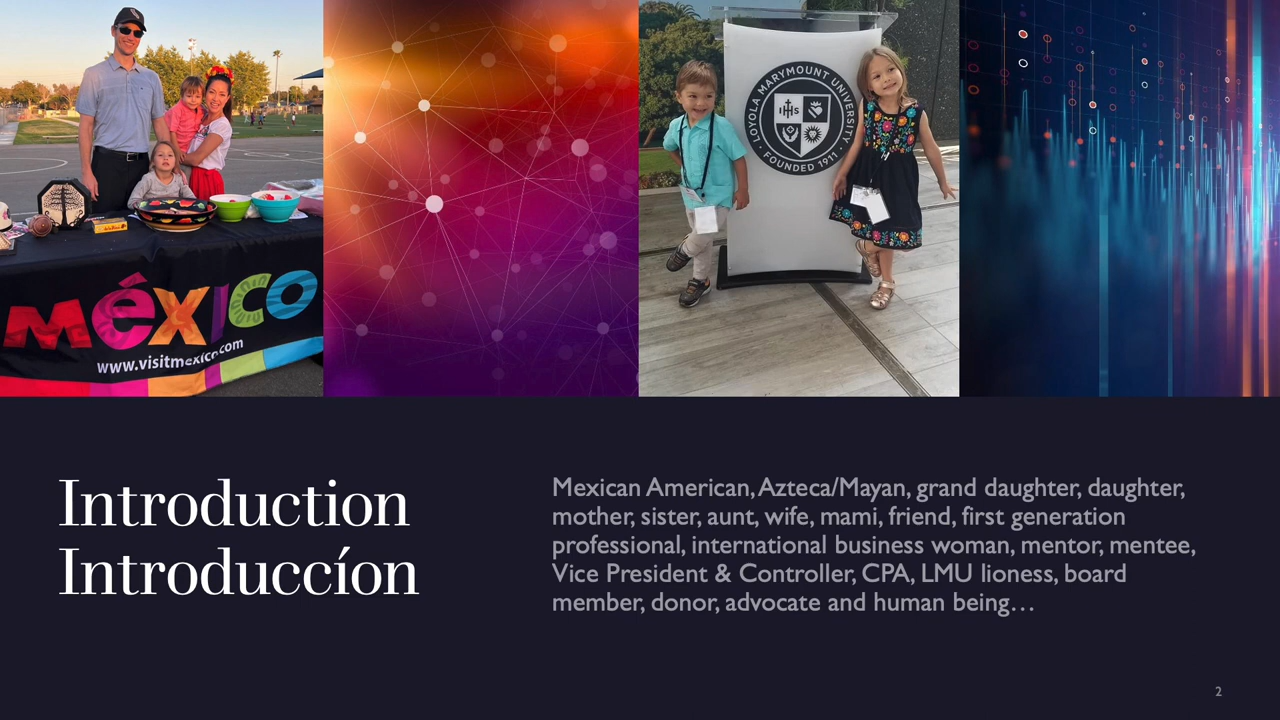 MéXICO
www.visitmexico.com
LOYOLA MARYMOUNT UNIVERSITY
IHS
· FOUNDED 1911 ·
Introduction
Introduccíon
Mexican American, Azteca/Mayan, grand daughter, daughter,
mother, sister, aunt, wife, mami, friend, first generation
professional, international business woman, mentor, mentee,
Vice President & Controller, CPA, LMU lioness, board
member, donor, advocate and human being…
2